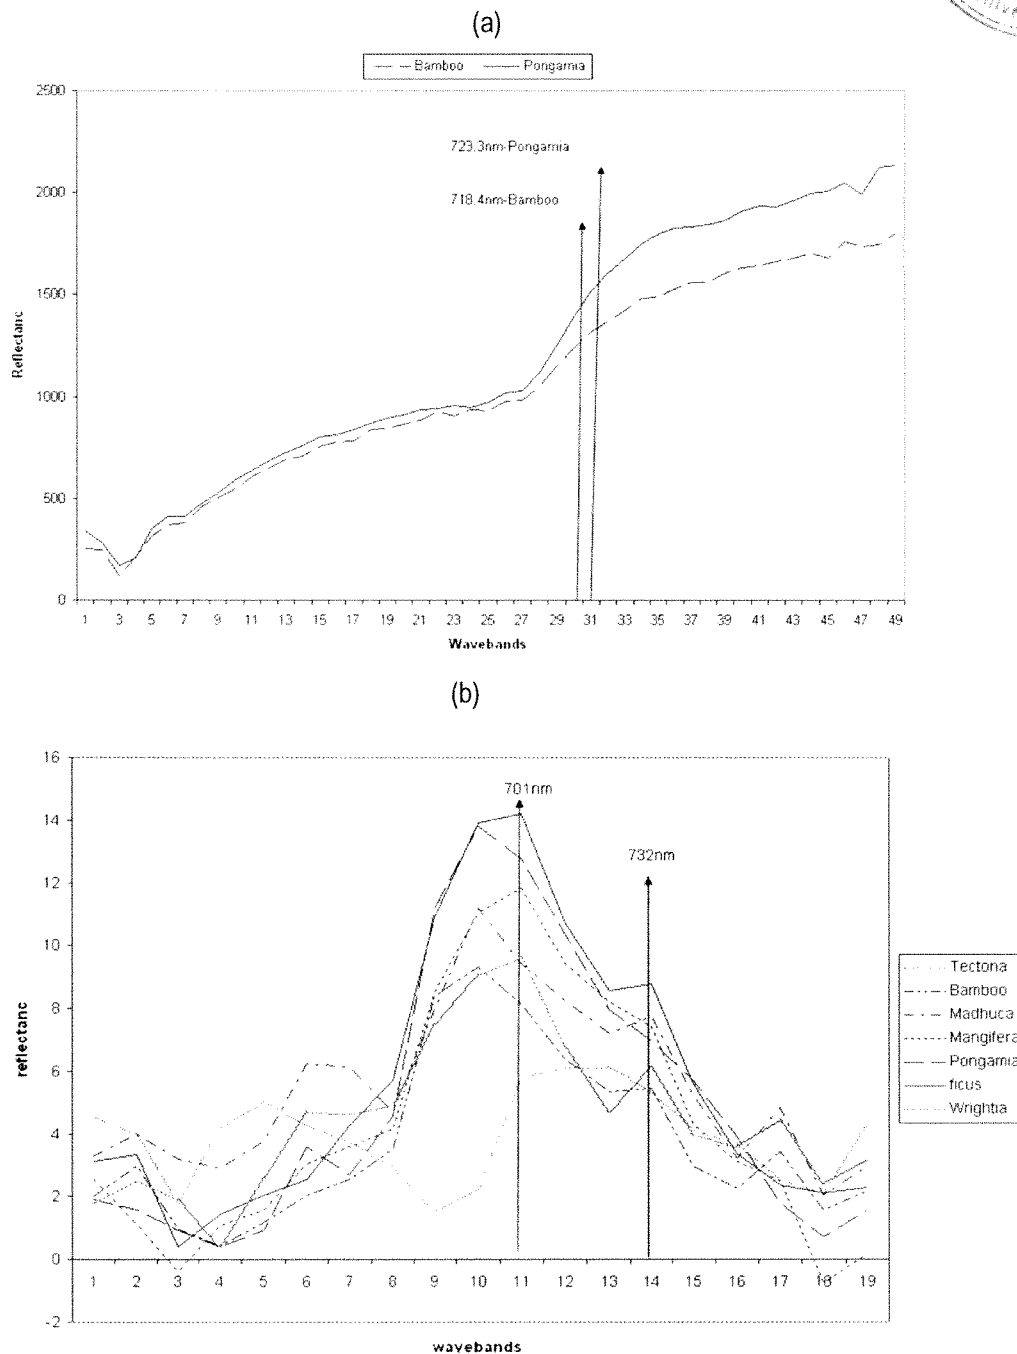 (a)
Bamboo Pongamia
2500
723.3nm-Pongamia
2000
718.4nm-Bamboo
1500
Reflectanc
1000
500
0
1 3 5 7 9 11 13 15 17 19 21 23 25 27 29 31 33 35 37 39 41 43 45 47 49
Wavebands
(b)
16
701nm
14
732nm
12
10
Tectona
Bamboo
8
Madhuca
Mangifera
reflectanc
6
Pongamia
ficus
Wrightia
4
2
0
1 2 3 4 5 6 7 8 9 10 11 12 13 14 15 16 17 18 19
-2
wavebands